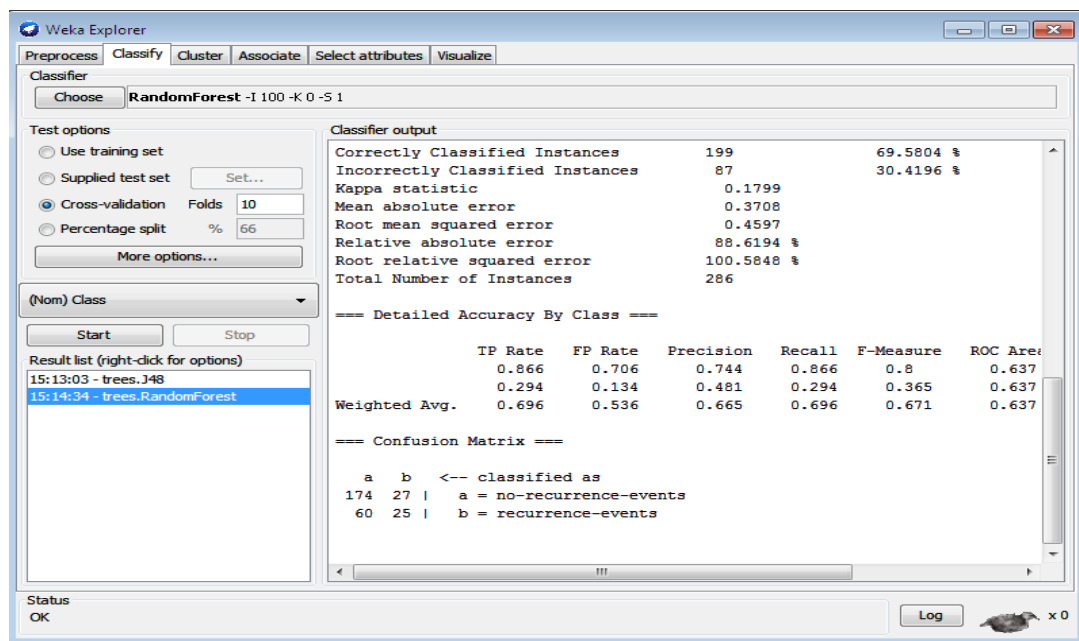 Weka Explorer
Preprocess Classify Cluster Associate Select attributes Visualize
Classifier
Choose RandomForest -I 100 -K 0 -S 1
Test options
Use training set
Supplied test set Set...
Cross-validation Folds 10
Percentage split % 66
More options...
(Nom) Class
Start Stop
Result list (right-click for options)
15:13:03 - trees.J48
15:14:34 - trees.RandomForest
Classifier output
Correctly Classified Instances 199 69.5804 %
Incorrectly Classified Instances 87 30.4196 %
Kappa statistic 0.1799
Mean absolute error 0.3708
Root mean squared error 0.4597
Relative absolute error 88.6194 %
Root relative squared error 100.5848 %
Total Number of Instances 286
=== Detailed Accuracy By Class ===
TP Rate FP Rate Precision Recall F-Measure ROC Area
0.866 0.706 0.744 0.866 0.8 0.637
0.294 0.134 0.481 0.294 0.365 0.637
Weighted Avg. 0.696 0.536 0.665 0.696 0.671 0.637
=== Confusion Matrix ===
a b <-- classified as
174 27 | a = no-recurrence-events
60 25 | b = recurrence-events
Status
OK
Log x 0